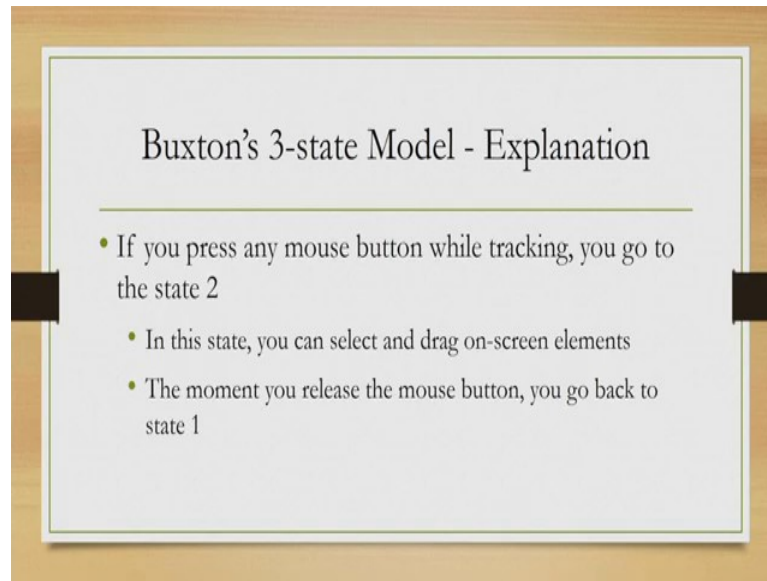 Buxton’s 3-state Model - Explanation
• If you press any mouse button while tracking, you go to
the state 2
• In this state, you can select and drag on-screen elements
• The moment you release the mouse button, you go back to
state 1